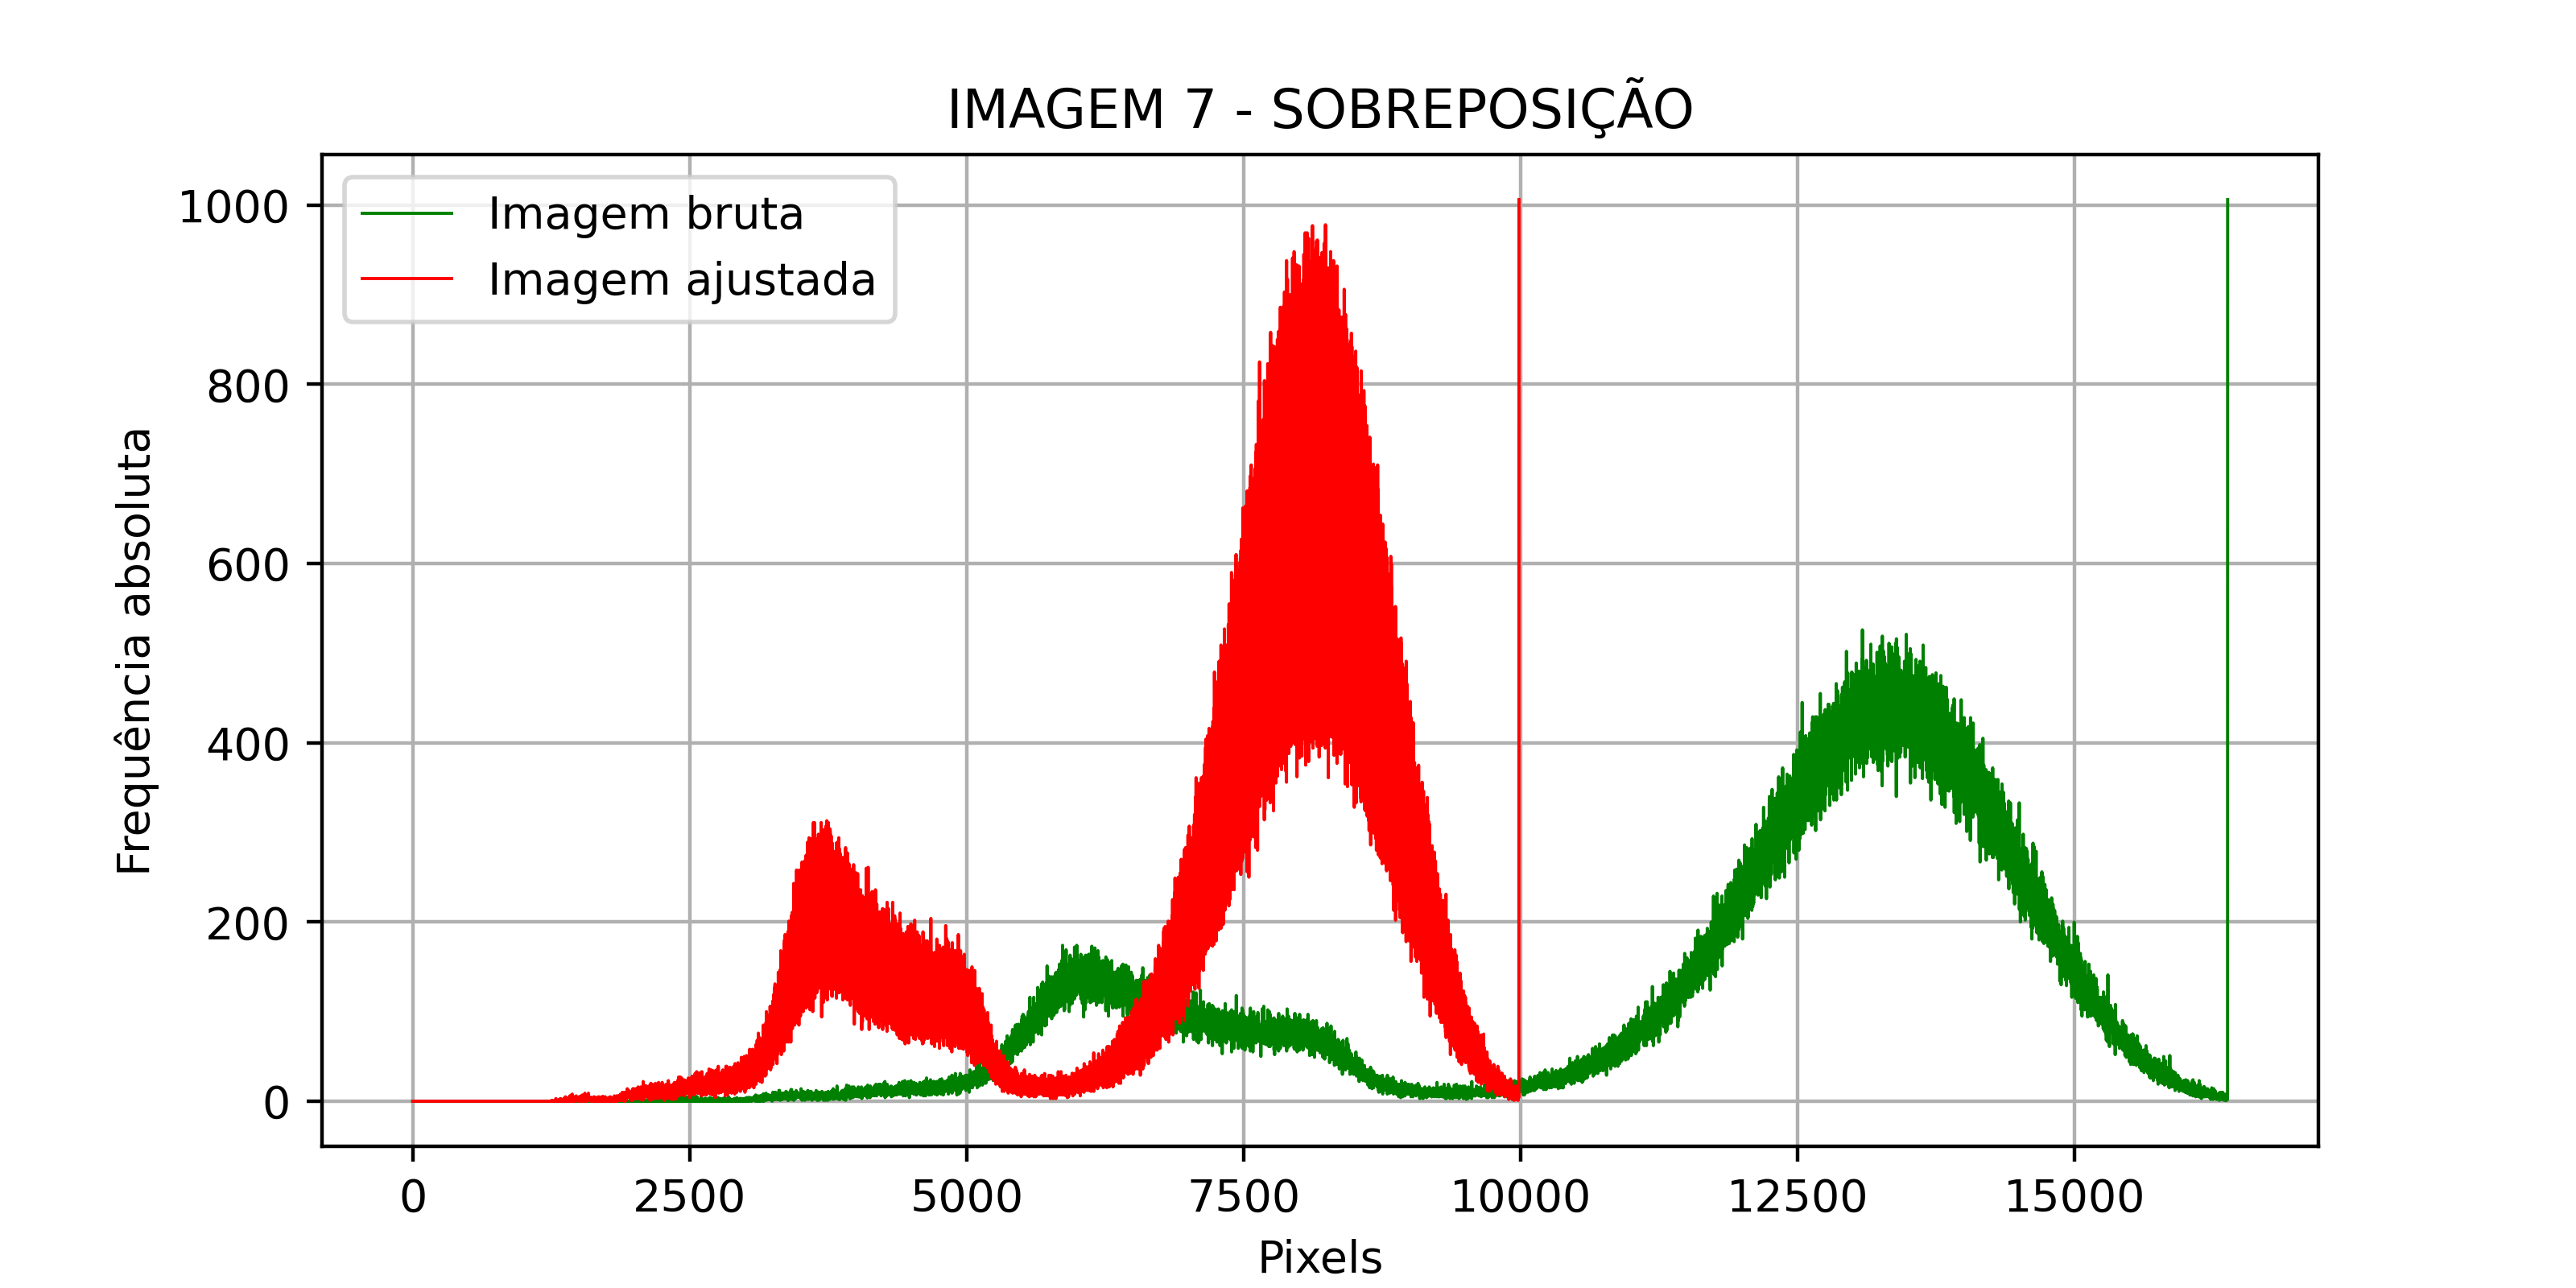 IMAGEM 7 - SOBREPOSIÇÃO
Imagem bruta
Imagem ajustada
Frequência absoluta
1000
800
600
400
200
0
0 2500 5000 7500 10000 12500 15000
Pixels